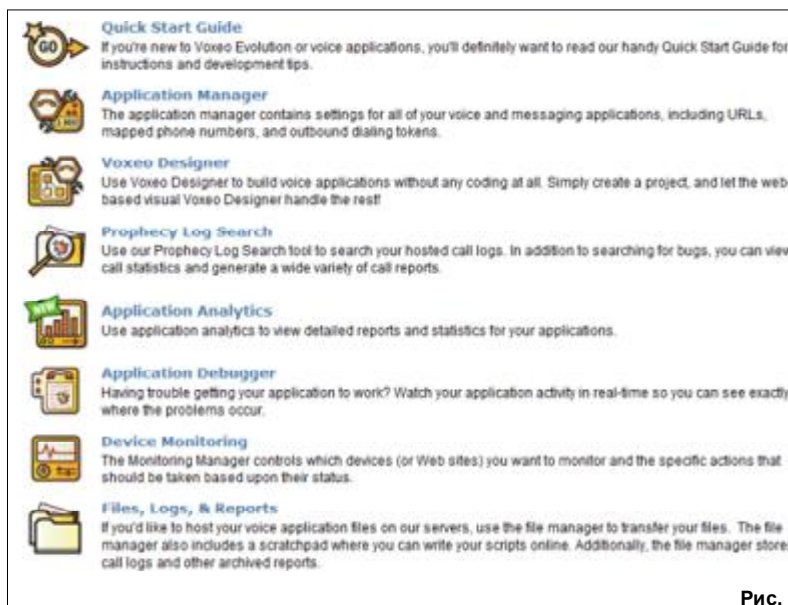 Quick Start Guide
If you're new to Voxeo Evolution or voice applications, you'll definitely want to read our handy Quick Start Guide for
instructions and development tips.
Application Manager
The application manager contains settings for all of your voice and messaging applications, including URLs,
mapped phone numbers, and outbound dialing tokens.
Voxeo Designer
Use Voxeo Designer to build voice applications without any coding at all. Simply create a project, and let the web-
based visual Voxeo Designer handle the rest!
Prophecy Log Search
Use our Prophecy Log Search tool to search your hosted call logs. In addition to searching for bugs, you can view
call statistics and generate a wide variety of call reports.
Application Analytics
Use application analytics to view detailed reports and statistics for your applications.
Application Debugger
Having trouble getting your application to work? Watch your application activity in real-time so you can see exactly
where the problems occur.
Device Monitoring
The Monitoring Manager controls which devices (or Web sites) you want to monitor and the specific actions that
should be taken based upon their status.
Files, Logs, & Reports
If you'd like to host your voice application files on our servers, use the file manager to transfer your files. The file
manager also includes a scratchpad where you can write your scripts online. Additionally, the file manager stores
call logs and other archived reports.
GO
NEW
Рис.